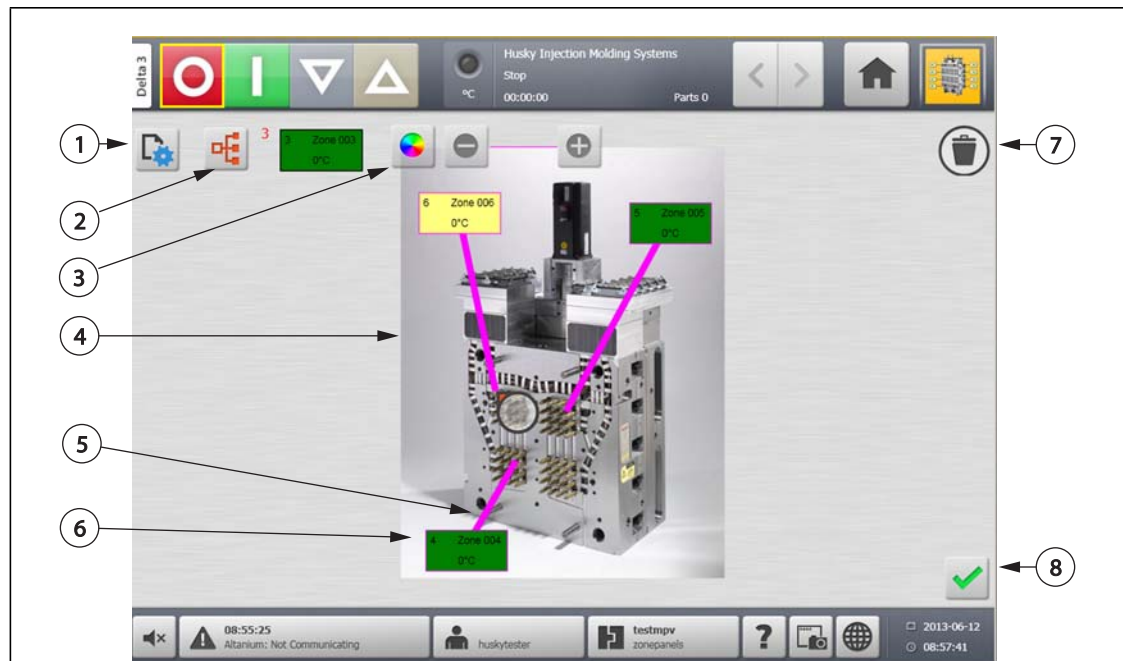 Delta 3
Husky Injection Molding Systems
Stop
°C
00:00:00
Parts 0
1
2
3
4
5
6
7
8
3
3 Zone 003
0°C
6 Zone 006
0°C
5 Zone 005
0°C
4 Zone 004
0°C
08:55:25
Altanium: Not Communicating
huskytester
testmpv
zonepanels
?
2013-06-12
08:57:41